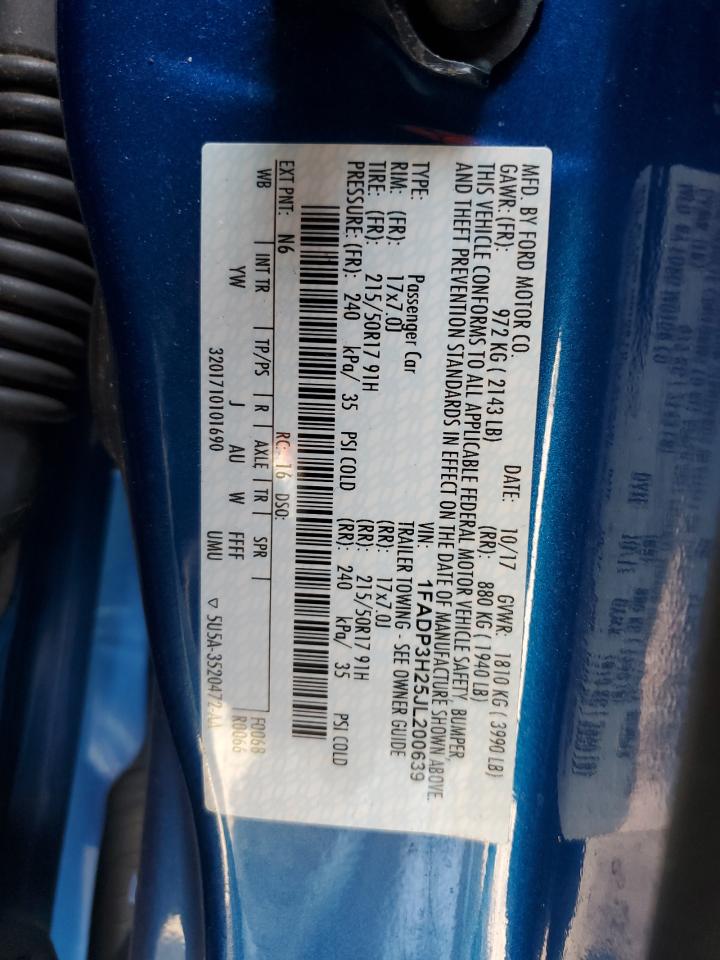 MFD. BY FORD MOTOR CO.
DATE: 10/17 GVWR: 1810 KG ( 3990 LB)
GAWR: (FR): 972 KG ( 2143 LB) (RR): 880 KG ( 1940 LB)
THIS VEHICLE CONFORMS TO ALL APPLICABLE FEDERAL MOTOR VEHICLE SAFETY, BUMPER,
AND THEFT PREVENTION STANDARDS IN EFFECT ON THE DATE OF MANUFACTURE SHOWN ABOVE.
VIN: 1FADP3H25JL200639
TYPE: Passenger Car TRAILER TOWING - SEE OWNER GUIDE
RIM: (FR): 17x7.0J (RR): 17x7.0J
TIRE: (FR): 215/50R17 91H (RR): 215/50R17 91H
PRESSURE: (FR): 240 kPa/ 35 PSI COLD (RR): 240 kPa/ 35 PSI COLD
EXT PNT: N6 RC: 16 DSO: F0068
WB INT TR TP/PS R AXLE TR SPR R0066
YW J AU W FFFF
3201710101690 UMU ▽ 5U5A-3520472-AA